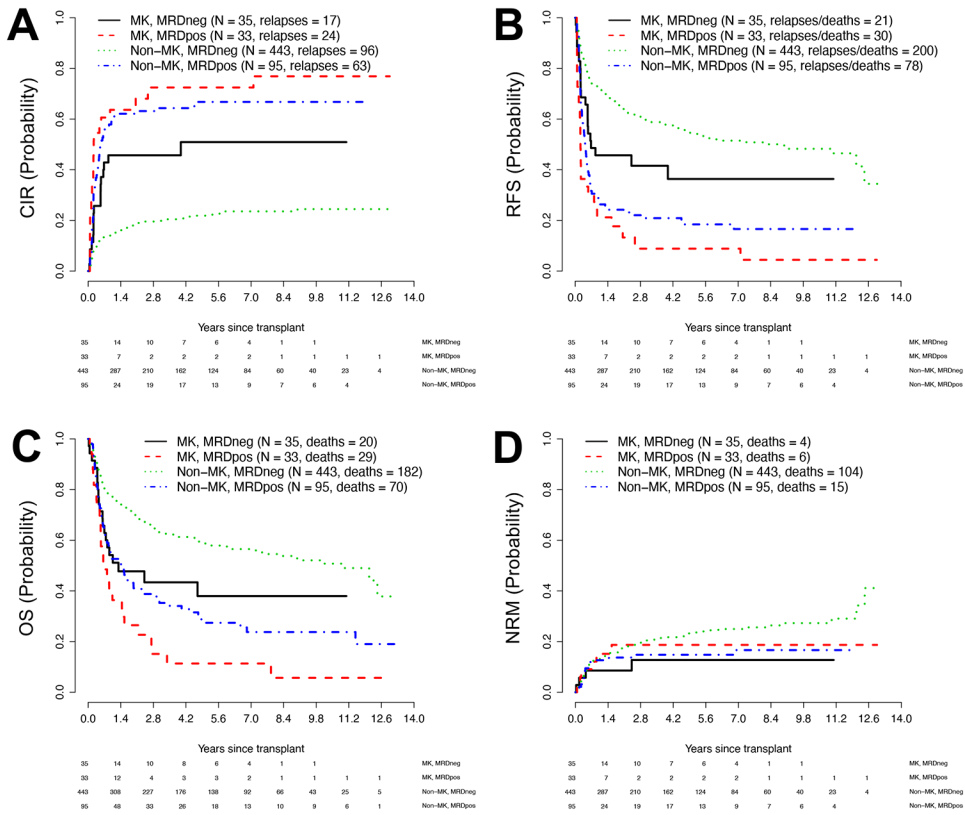 A
MK, MRDneg (N = 35, relapses = 17)
MK, MRDpos (N = 33, relapses = 24)
Non−MK, MRDneg (N = 443, relapses = 96)
Non−MK, MRDpos (N = 95, relapses = 63)
CIR (Probability)
1.0
0.8
0.6
0.4
0.2
0.0
0.0 1.4 2.8 4.2 5.6 7.0 8.4 9.8 11.2 12.6 14.0
Years since transplant
35 14 10 7 6 4 1 1 MK, MRDneg
33 7 2 2 2 2 1 1 1 1 MK, MRDpos
443 287 210 162 124 84 60 40 23 4 Non−MK, MRDneg
95 24 19 17 13 9 7 6 4 Non−MK, MRDpos
B
MK, MRDneg (N = 35, relapses/deaths = 21)
MK, MRDpos (N = 33, relapses/deaths = 30)
Non−MK, MRDneg (N = 443, relapses/deaths = 200)
Non−MK, MRDpos (N = 95, relapses/deaths = 78)
RFS (Probability)
1.0
0.8
0.6
0.4
0.2
0.0
0.0 1.4 2.8 4.2 5.6 7.0 8.4 9.8 11.2 12.6 14.0
Years since transplant
35 14 10 7 6 4 1 1 MK, MRDneg
33 7 2 2 2 2 1 1 1 1 MK, MRDpos
443 287 210 162 124 84 60 40 23 4 Non−MK, MRDneg
95 24 19 17 13 9 7 6 4 Non−MK, MRDpos
C
MK, MRDneg (N = 35, deaths = 20)
MK, MRDpos (N = 33, deaths = 29)
Non−MK, MRDneg (N = 443, deaths = 182)
Non−MK, MRDpos (N = 95, deaths = 70)
OS (Probability)
1.0
0.8
0.6
0.4
0.2
0.0
0.0 1.4 2.8 4.2 5.6 7.0 8.4 9.8 11.2 12.6 14.0
Years since transplant
35 14 10 8 6 4 1 1 MK, MRDneg
33 12 4 3 3 2 1 1 1 1 MK, MRDpos
443 308 227 176 138 92 66 43 25 5 Non−MK, MRDneg
95 48 33 26 18 13 10 9 6 1 Non−MK, MRDpos
D
MK, MRDneg (N = 35, deaths = 4)
MK, MRDpos (N = 33, deaths = 6)
Non−MK, MRDneg (N = 443, deaths = 104)
Non−MK, MRDpos (N = 95, deaths = 15)
NRM (Probability)
1.0
0.8
0.6
0.4
0.2
0.0
0.0 1.4 2.8 4.2 5.6 7.0 8.4 9.8 11.2 12.6 14.0
Years since transplant
35 14 10 7 6 4 1 1 MK, MRDneg
33 7 2 2 2 2 1 1 1 1 MK, MRDpos
443 287 210 162 124 84 60 40 23 4 Non−MK, MRDneg
95 24 19 17 13 9 7 6 4 Non−MK, MRDpos